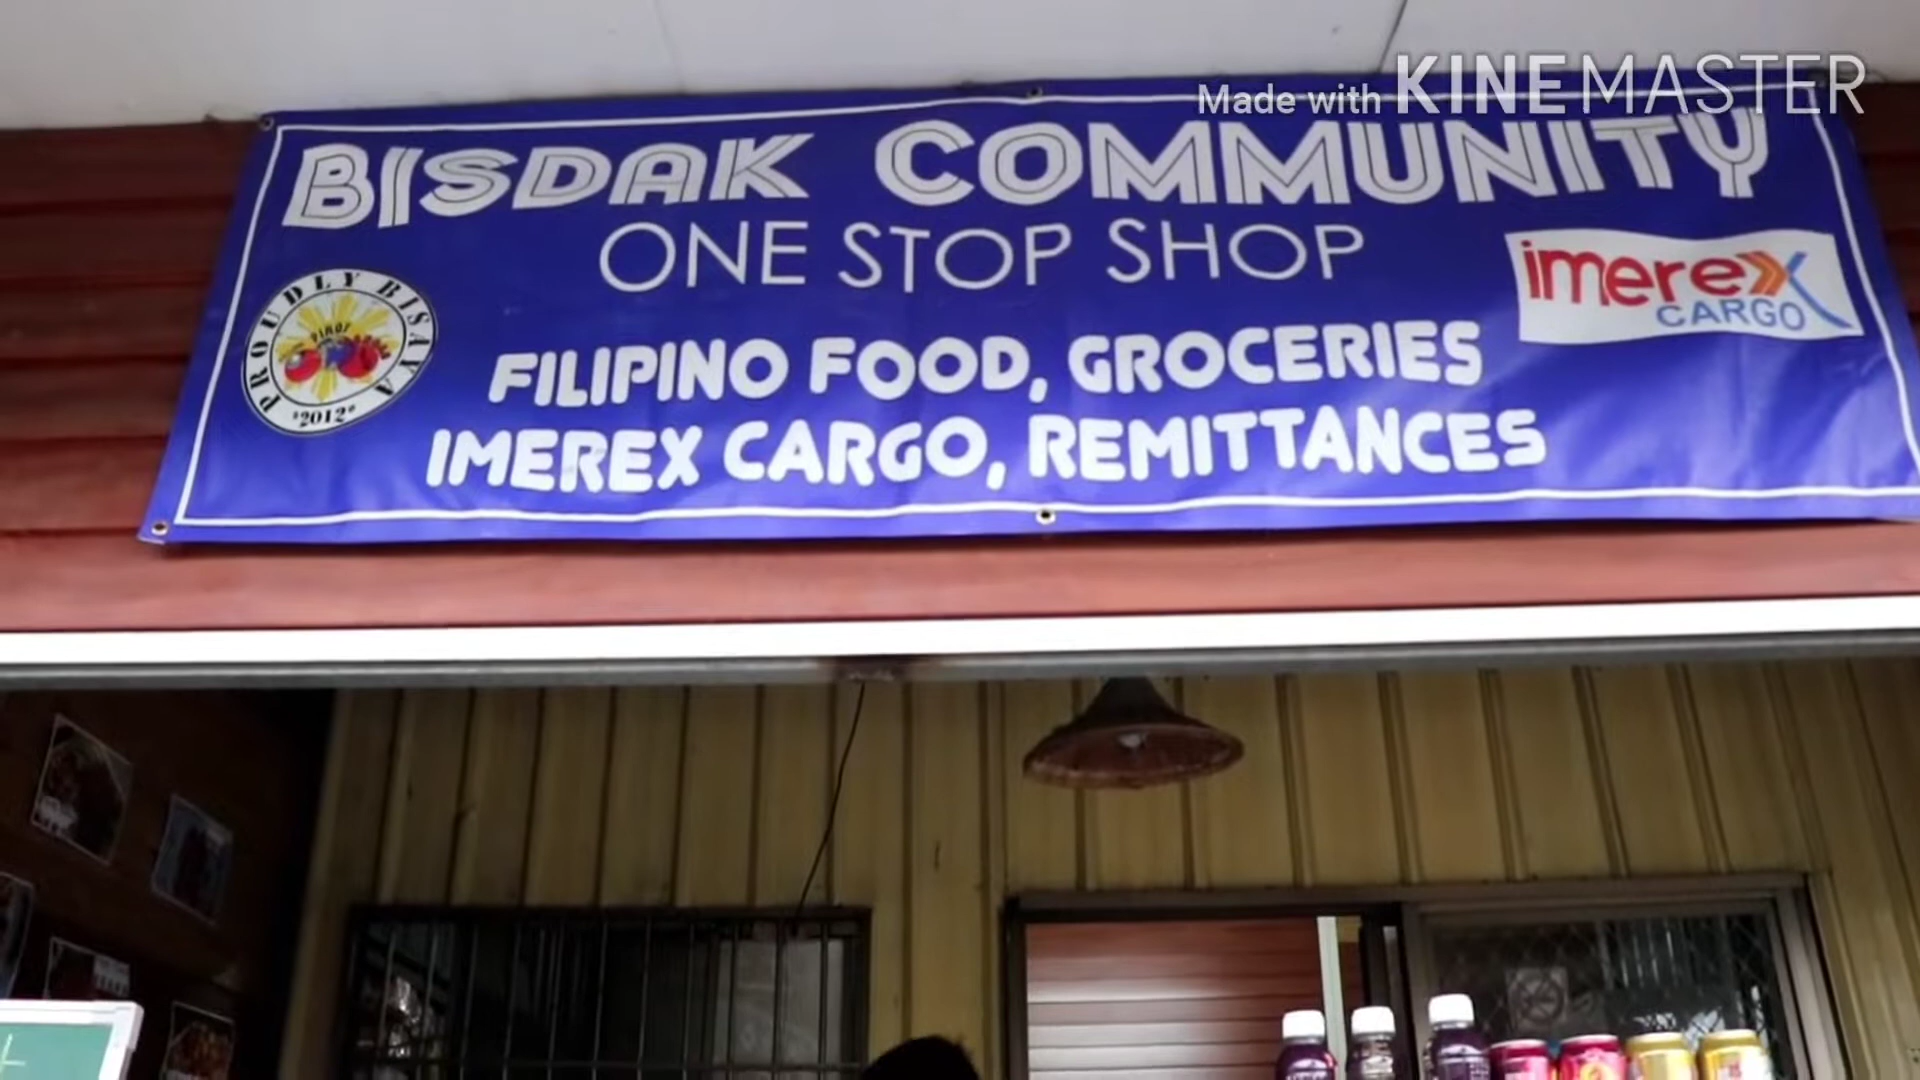 Made with KINEMASTER
BISDAK COMMUNITY
ONE STOP SHOP
imerex
CARGO
PROUDLY BISAYA
PINOY
2012
FILIPINO FOOD, GROCERIES
IMEREX CARGO, REMITTANCES